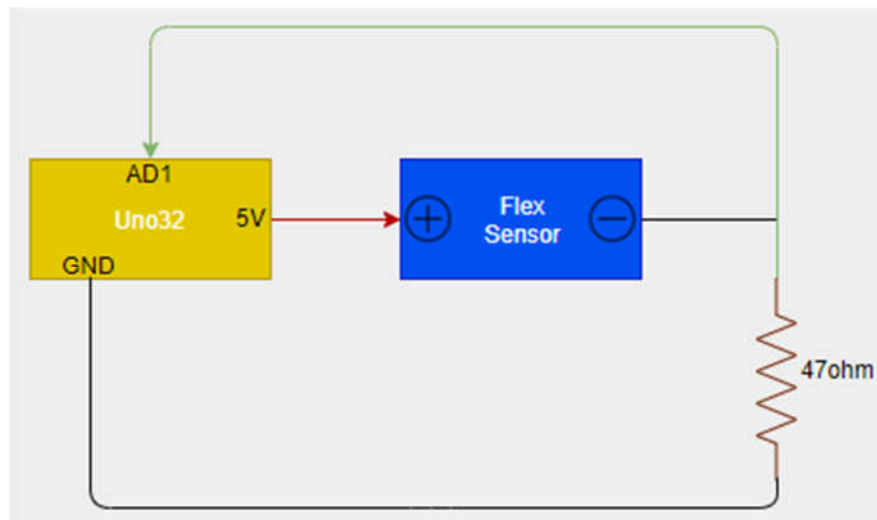 AD1
Uno32
5V
GND
Flex
Sensor
47ohm